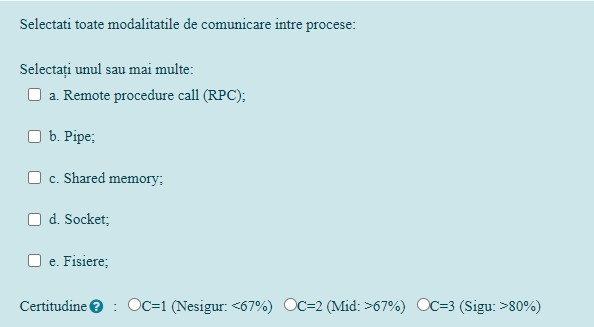 Selectati toate modalitatile de comunicare intre procese:
Selectați unul sau mai multe:
a. Remote procedure call (RPC);
b. Pipe;
c. Shared memory;
d. Socket;
e. Fisiere;
Certitudine ? : C=1 (Nesigur: <67%) C=2 (Mid: >67%) C=3 (Sigu: >80%)